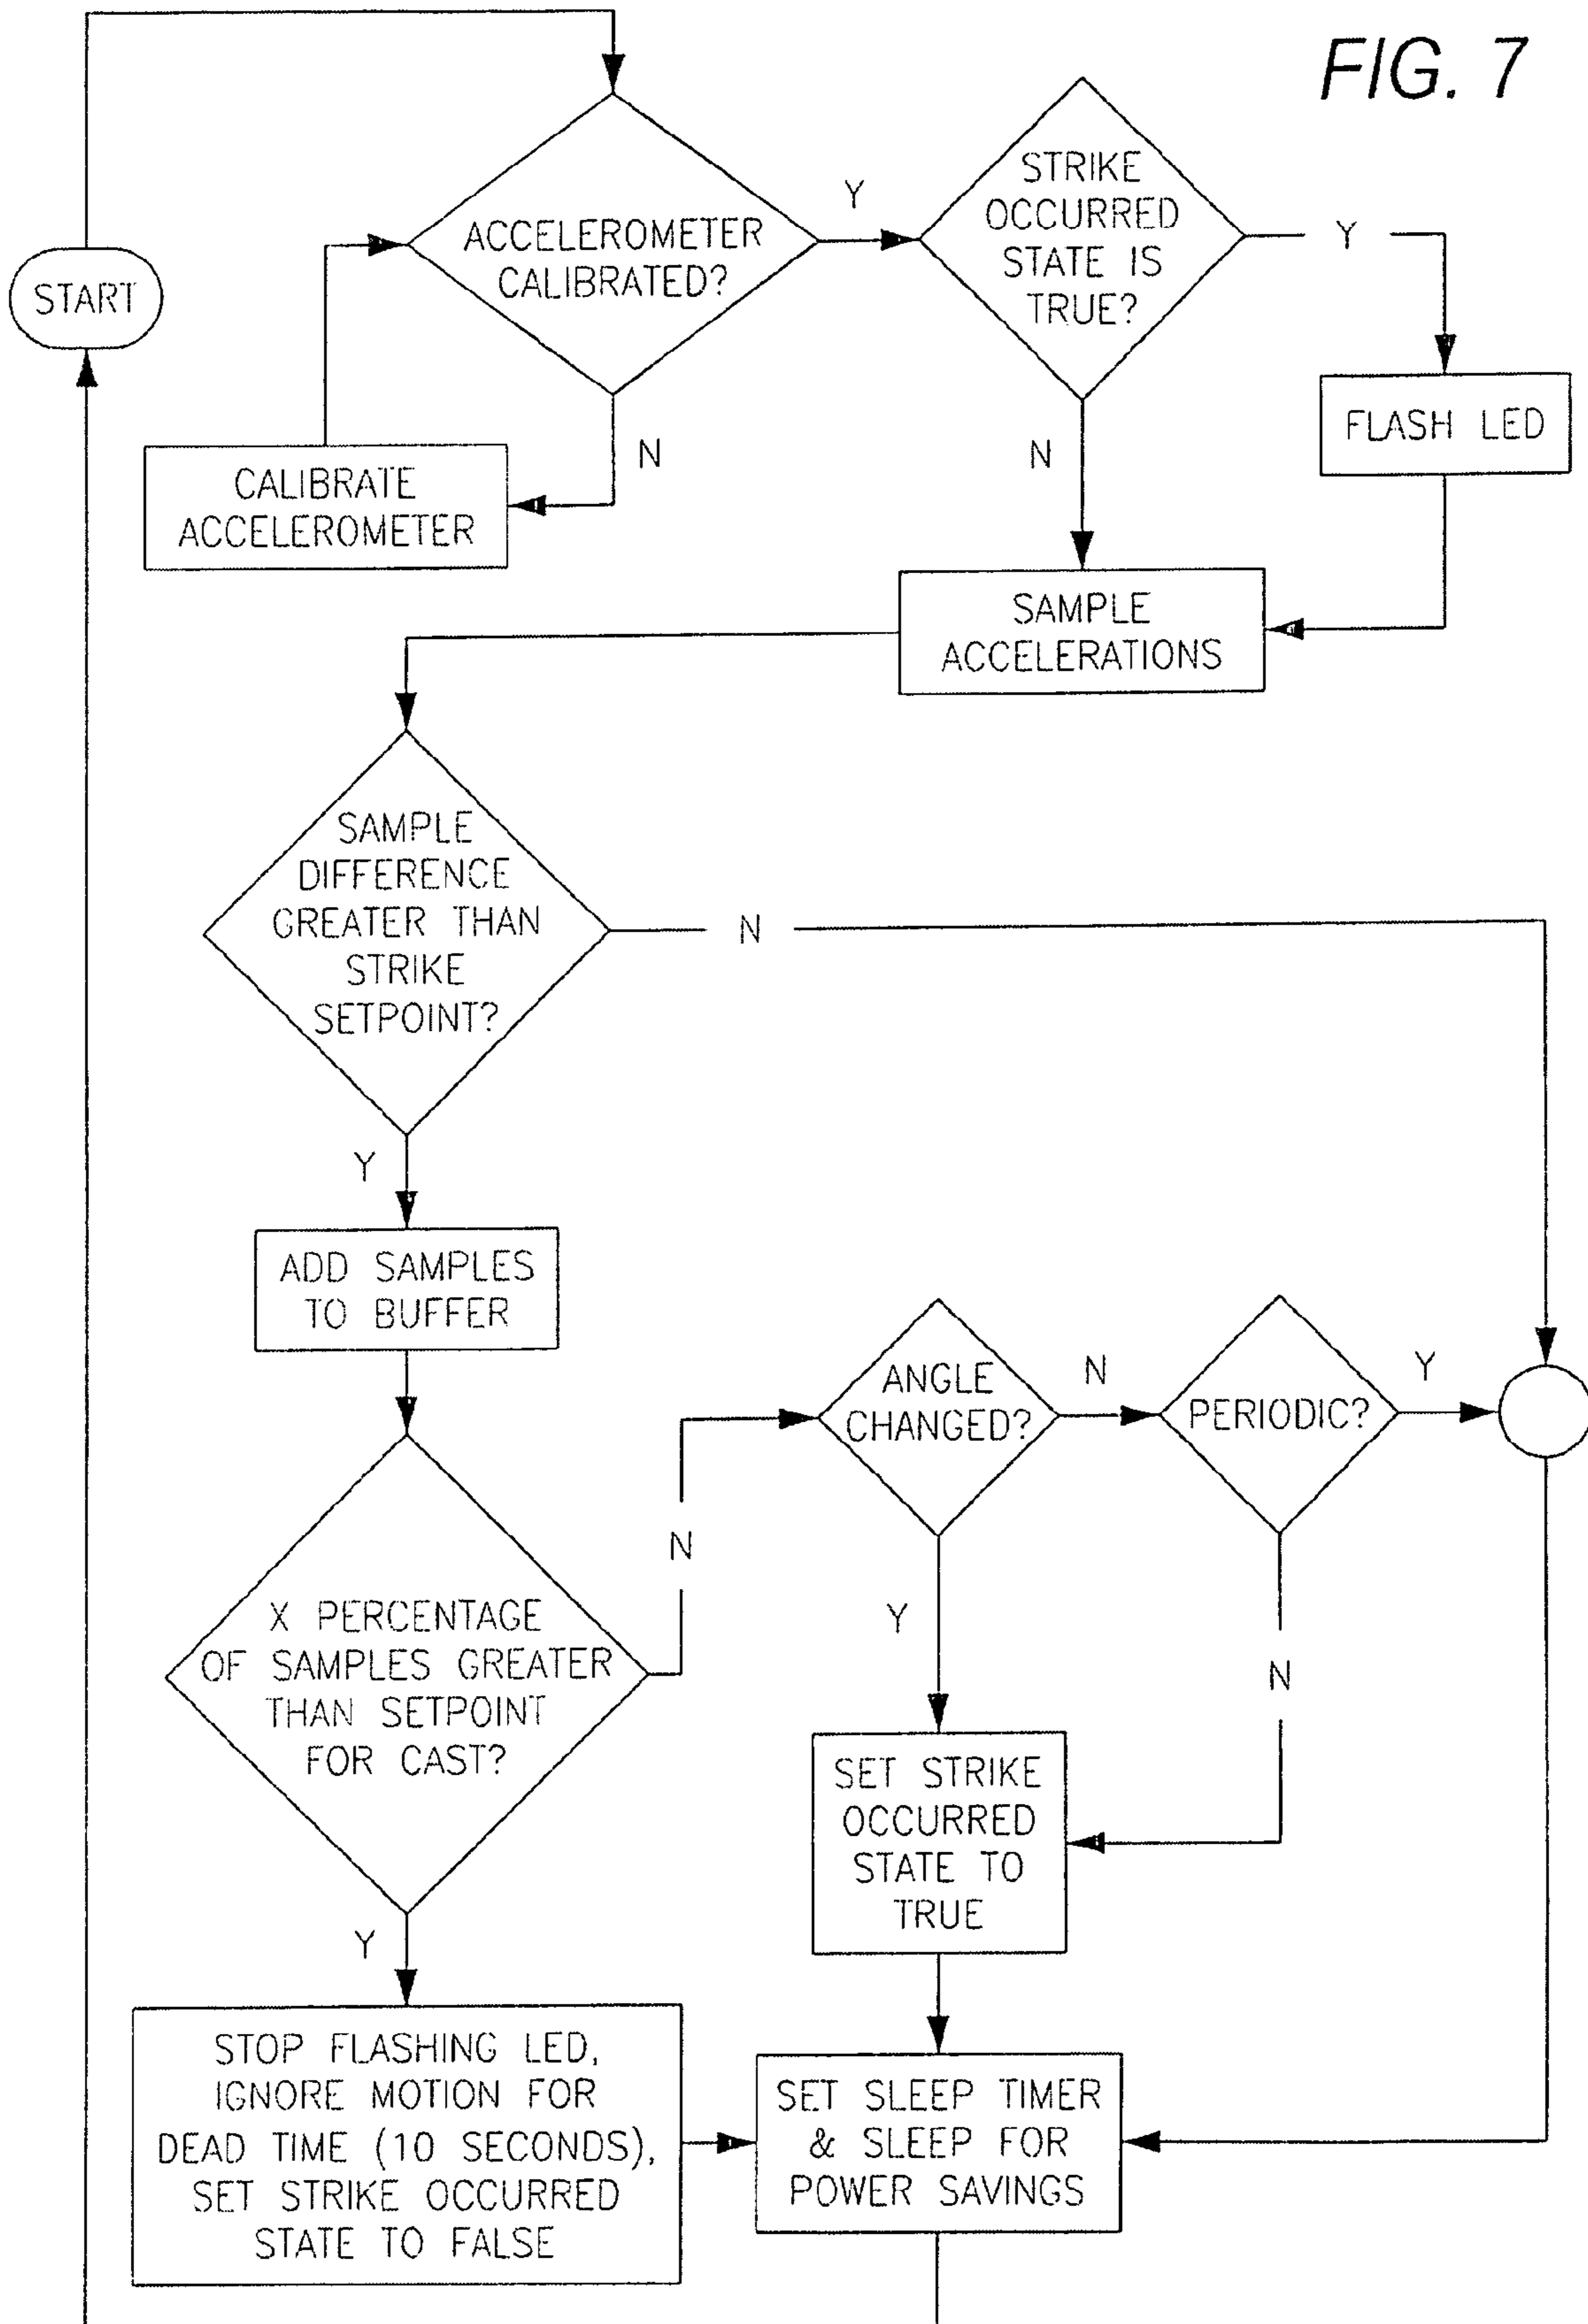 FIG. 7
START
ACCELEROMETER
CALIBRATED?
Y
N
CALIBRATE
ACCELEROMETER
STRIKE
OCCURRED
STATE IS
TRUE?
Y
N
FLASH LED
SAMPLE
ACCELERATIONS
SAMPLE
DIFFERENCE
GREATER THAN
STRIKE
SETPOINT?
N
Y
ADD SAMPLES
TO BUFFER
X PERCENTAGE
OF SAMPLES GREATER
THAN SETPOINT
FOR CAST?
N
Y
ANGLE
CHANGED?
N
Y
PERIODIC?
Y
N
SET STRIKE
OCCURRED
STATE TO
TRUE
STOP FLASHING LED,
IGNORE MOTION FOR
DEAD TIME (10 SECONDS),
SET STRIKE OCCURRED
STATE TO FALSE
SET SLEEP TIMER
& SLEEP FOR
POWER SAVINGS